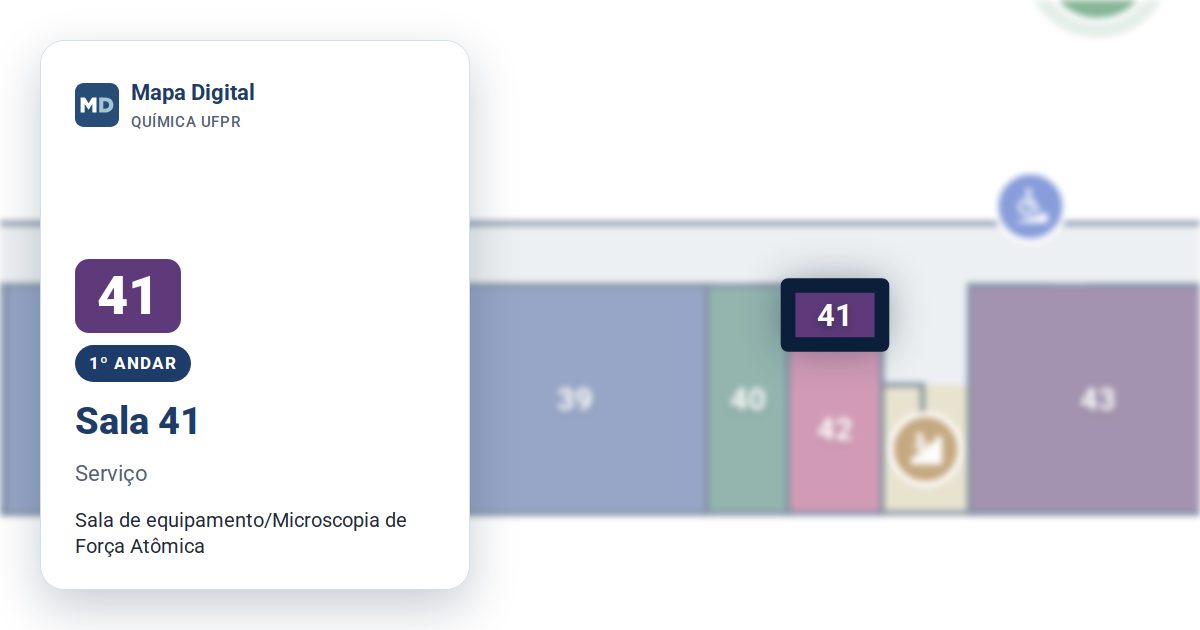 MD
Mapa Digital
QUÍMICA UFPR
41
1º ANDAR
Sala 41
Serviço
Sala de equipamento/Microscopia de
Força Atômica
41
39
40
42
43